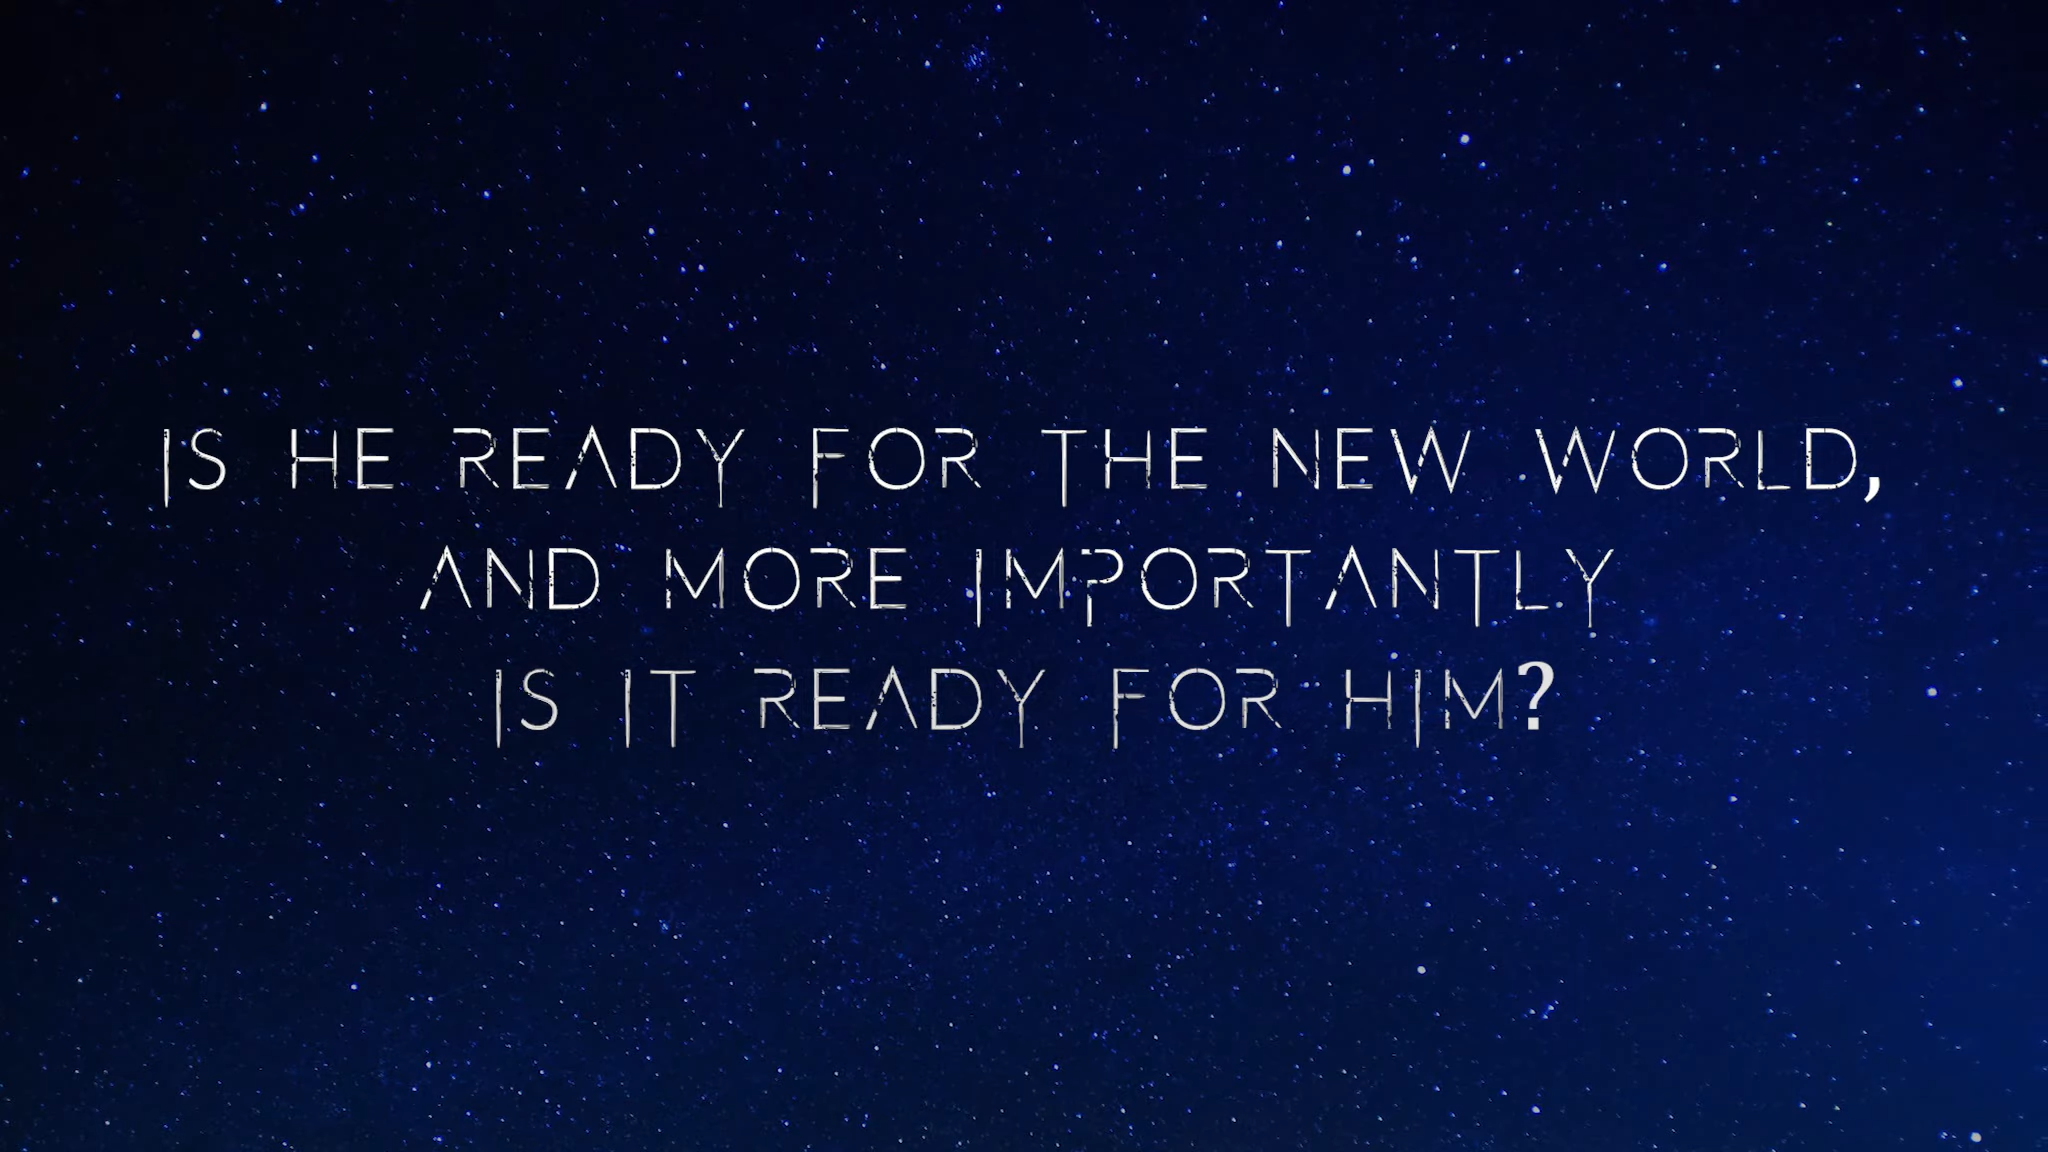 IS HE READY FOR THE NEW WORLD,
AND MORE IMPORTANTLY
IS IT READY FOR HIM?